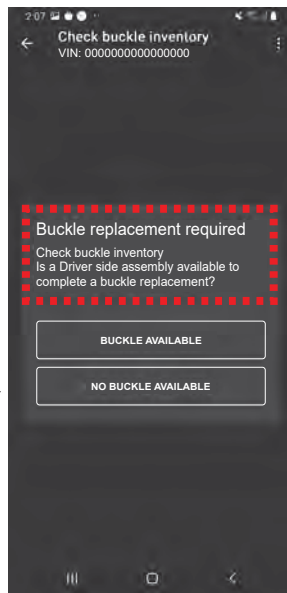 2:07
Check buckle inventory
VIN: 0000000000000000
Buckle replacement required
Check buckle inventory
Is a Driver side assembly available to
complete a buckle replacement?
BUCKLE AVAILABLE
NO BUCKLE AVAILABLE